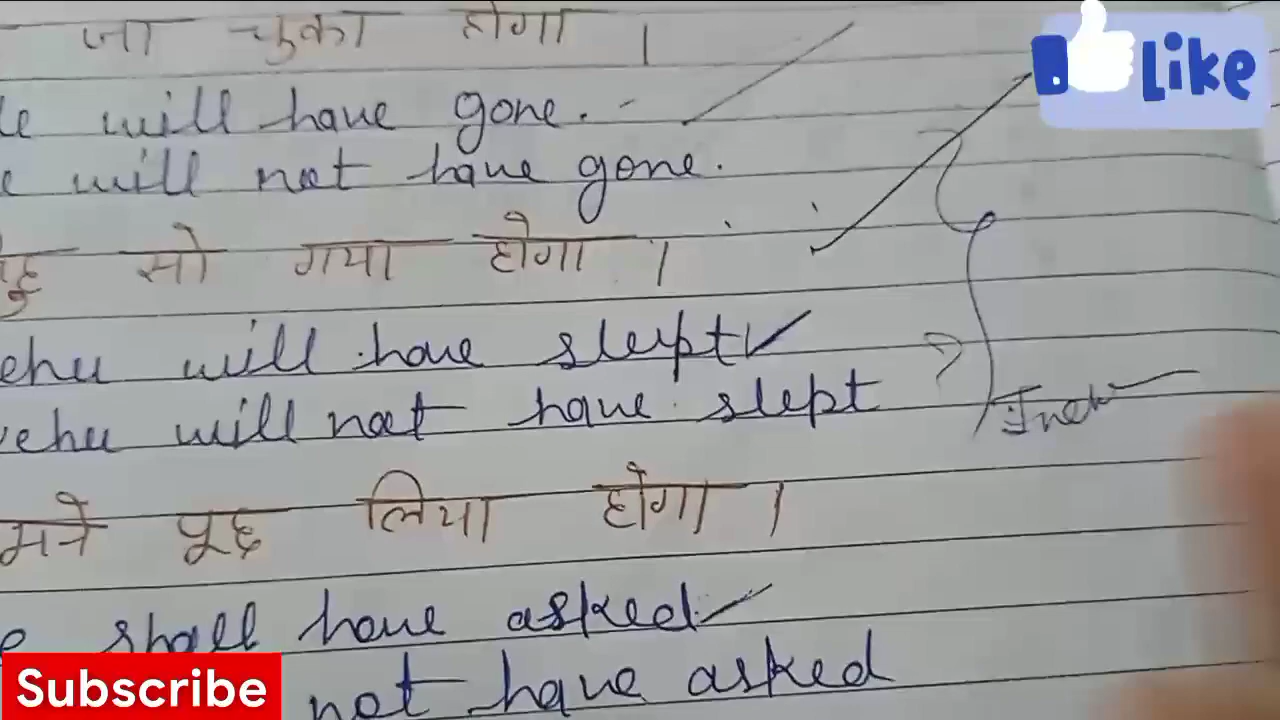 जा चुका होगा ।
Like
will have gone.
will not have gone.
सो गया होगा ।
will have slept
will not have slept
पूछ लिया होगा ।
shall have asked
Subscribe
not have asked